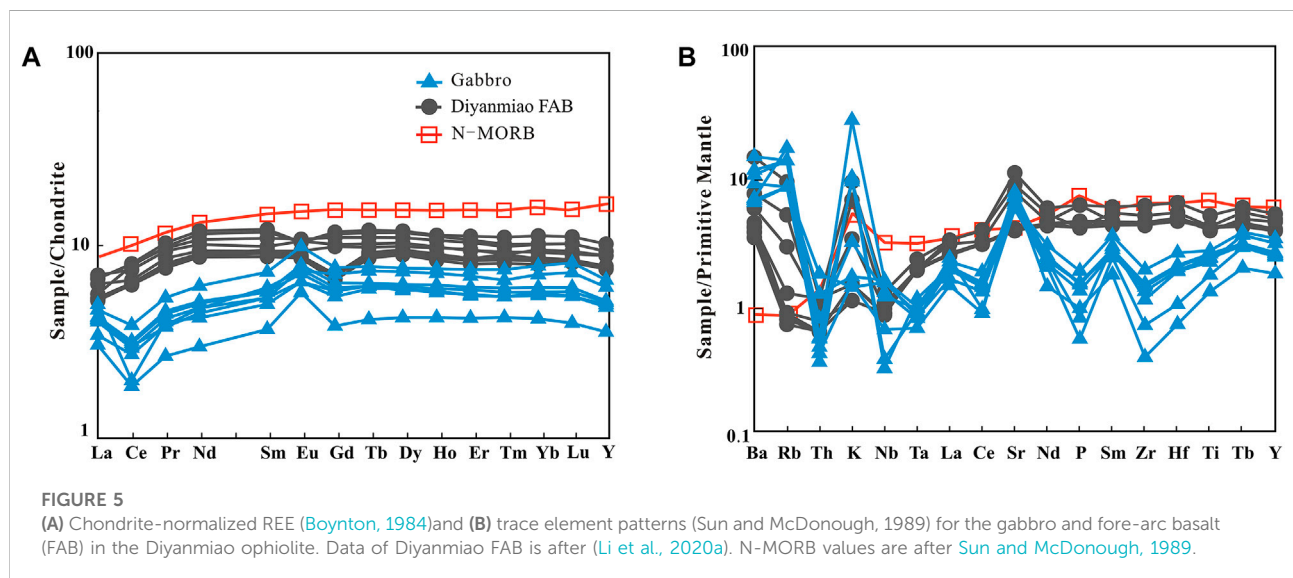 A
100
10
1
Sample/Chondrite
Gabbro
Diyanmiao FAB
N-MORB
La Ce Pr Nd Sm Eu Gd Tb Dy Ho Er Tm Yb Lu Y
B
100
10
1
0.1
Sample/Primitive Mantle
Ba Rb Th K Nb Ta La Ce Sr Nd P Sm Zr Hf Ti Tb Y
FIGURE 5
(A) Chondrite-normalized REE (Boynton, 1984)and (B) trace element patterns (Sun and McDonough, 1989) for the gabbro and fore-arc basalt
(FAB) in the Diyanmiao ophiolite. Data of Diyanmiao FAB is after (Li et al., 2020a). N-MORB values are after Sun and McDonough, 1989.